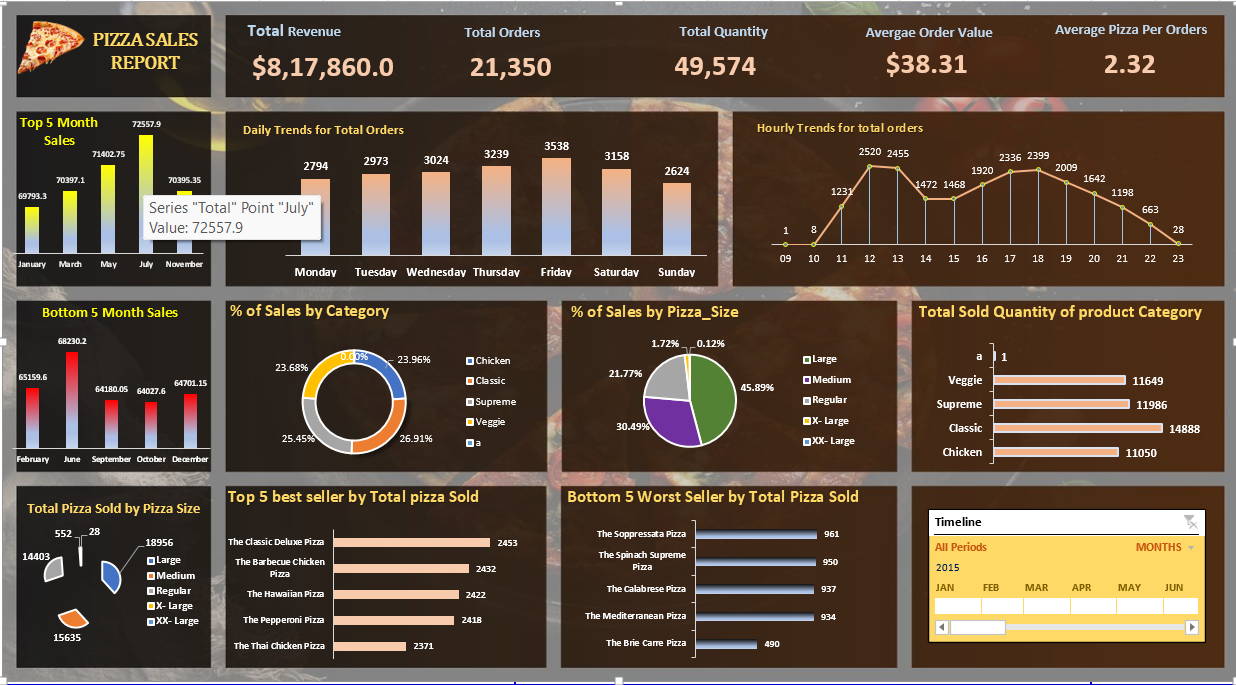 PIZZA SALES
REPORT
Total Revenue
$8,17,860.0
Total Orders
21,350
Total Quantity
49,574
Avergae Order Value
$38.31
Average Pizza Per Orders
2.32
Top 5 Month
Sales
69793.3
70397.1
71402.75
72557.9
70395.35
January
March
May
July
November
Series "Total" Point "July"
Value: 72557.9
Daily Trends for Total Orders
2794
2973
3024
3239
3538
3158
2624
Monday
Tuesday
Wednesday
Thursday
Friday
Saturday
Sunday
Hourly Trends for total orders
1
8
1231
2520
2455
1472
1468
1920
2336
2399
2009
1642
1198
663
28
09
10
11
12
13
14
15
16
17
18
19
20
21
22
23
Bottom 5 Month Sales
65159.6
68230.2
64180.05
64027.6
64701.15
February
June
September
October
December
% of Sales by Category
0.00%
23.96%
23.68%
25.45%
26.91%
Chicken
Classic
Supreme
Veggie
a
% of Sales by Pizza_Size
1.72%
0.12%
21.77%
45.89%
30.49%
Large
Medium
Regular
X- Large
XX- Large
Total Sold Quantity of product Category
a
1
Veggie
11649
Supreme
11986
Classic
14888
Chicken
11050
Total Pizza Sold by Pizza Size
552
28
18956
14403
15635
Large
Medium
Regular
X- Large
XX- Large
Top 5 best seller by Total pizza Sold
The Classic Deluxe Pizza
2453
The Barbecue Chicken
Pizza
2432
The Hawaiian Pizza
2422
The Pepperoni Pizza
2418
The Thai Chicken Pizza
2371
Bottom 5 Worst Seller by Total Pizza Sold
The Soppressata Pizza
961
The Spinach Supreme
Pizza
950
The Calabrese Pizza
937
The Mediterranean Pizza
934
The Brie Carre Pizza
490
Timeline
All Periods
MONTHS
2015
JAN
FEB
MAR
APR
MAY
JUN